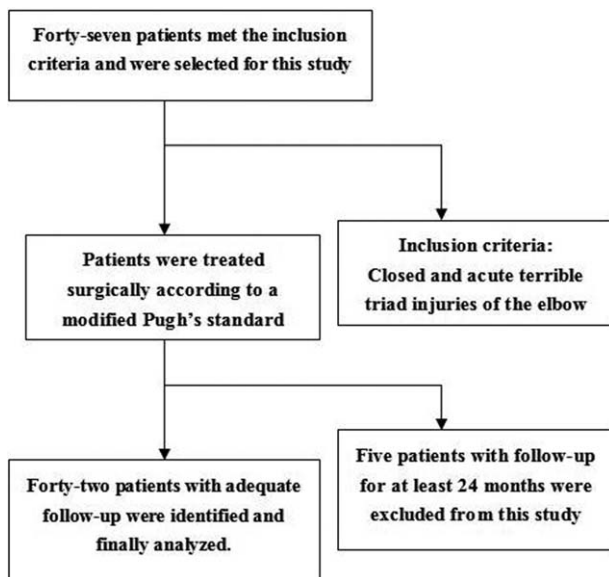 Forty-seven patients met the inclusion
criteria and were selected for this study
Patients were treated
surgically according to a
modified Pugh's standard
Inclusion criteria:
Closed and acute terrible
triad injuries of the elbow
Forty-two patients with adequate
follow-up were identified and
finally analyzed.
Five patients with follow-up
for at least 24 months were
excluded from this study